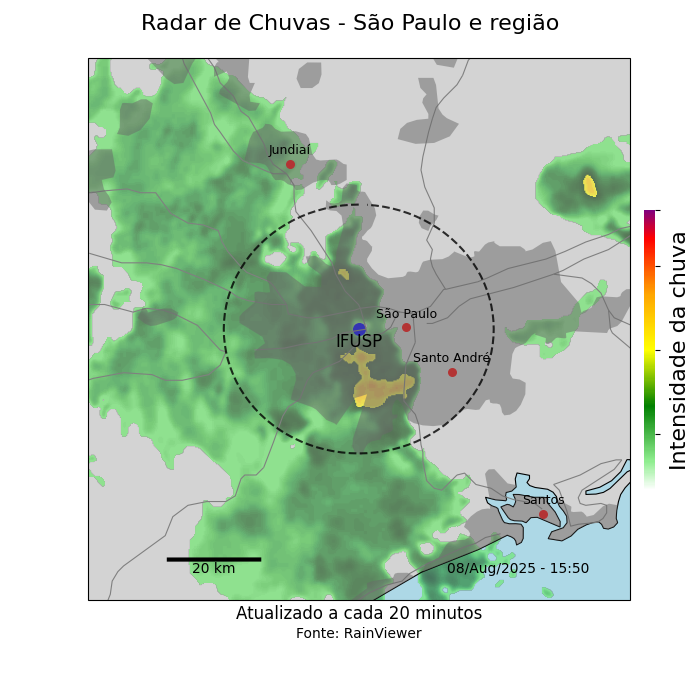 Radar de Chuvas - São Paulo e região
Jundiaí
São Paulo
IFUSP
Santo André
Santos
20 km
08/Aug/2025 - 15:50
Intensidade da chuva
Atualizado a cada 20 minutos
Fonte: RainViewer